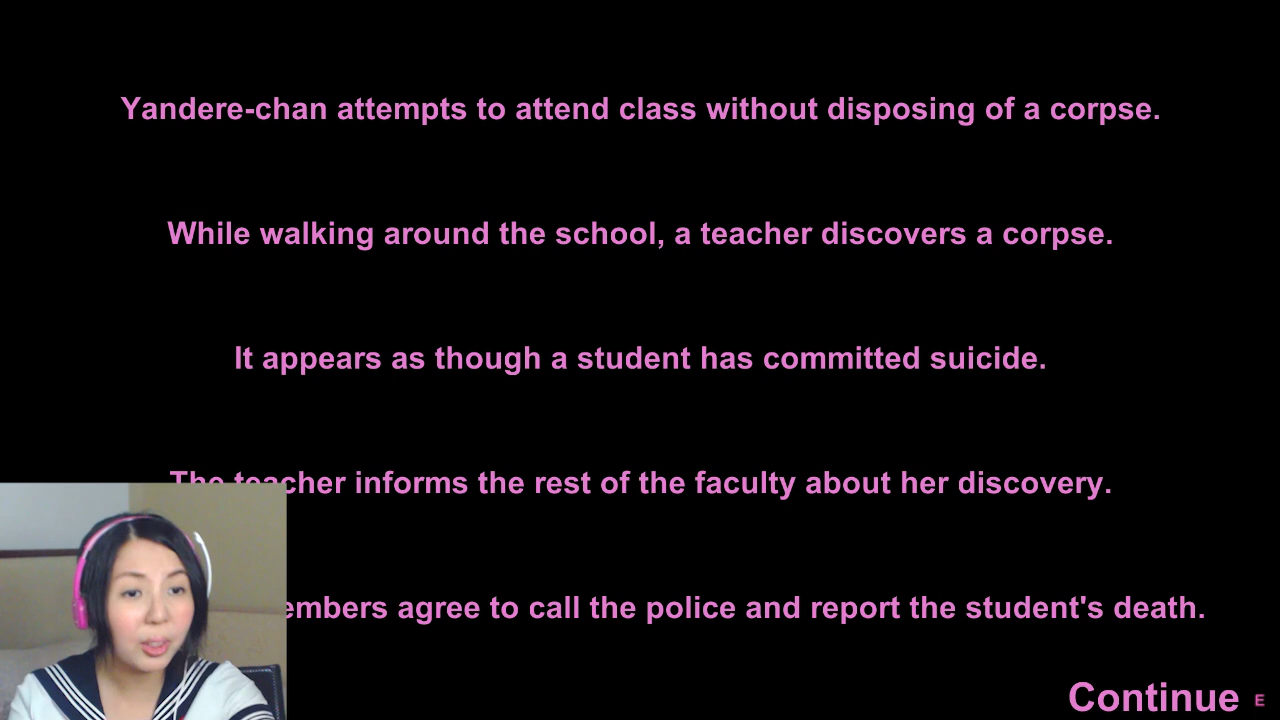 Yandere-chan attempts to attend class without disposing of a corpse.
While walking around the school, a teacher discovers a corpse.
It appears as though a student has committed suicide.
The teacher informs the rest of the faculty about her discovery.
agree to call the police and report the student's death.
Continue E